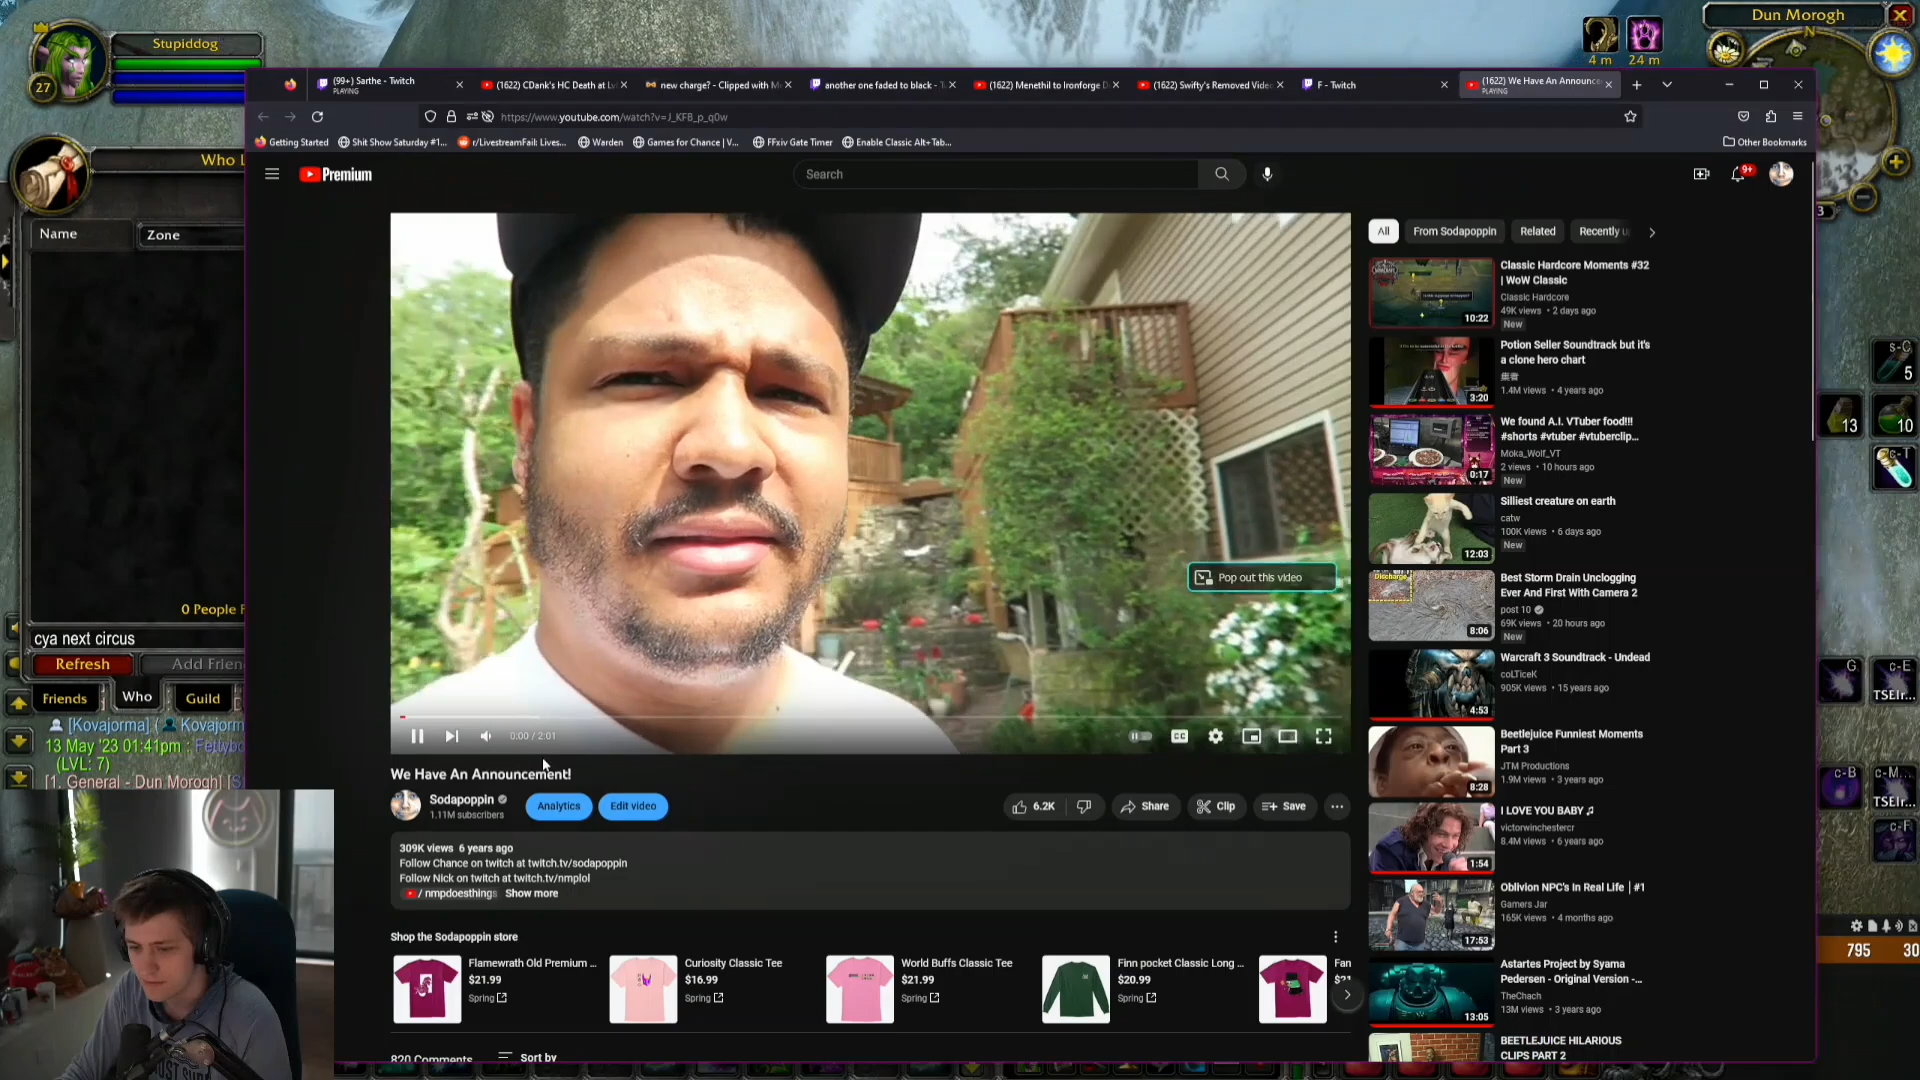 Stupiddog
27
Dun Morogh
N
4 m
24 m
(99+) Sarthe - Twitch
PLAYING
(1622) CDank's HC Death at Lv
new charge? - Clipped with M
another one faded to black - T
(1622) Menethil to Ironforge D
(1622) Swifty's Removed Video
F - Twitch
(1622) We Have An Announce
PLAYING
https://www.youtube.com/watch?v=J_KFB_p_q0w
Getting Started
Shit Show Saturday #1...
r/LivestreamFail: Lives...
Warden
Games for Chance | V...
FFxiv Gate Timer
Enable Classic Alt+Tab...
Other Bookmarks
Who L
Name
Zone
0 People F
cya next circus
Refresh
Add Frien
Friends
Who
Guild
[Kovajorma] ( Kovajorm
13 May '23 01:41pm : Fettybo
(LVL: 7)
[1. General - Dun Morogh] [S
Premium
Search
9+
Pop out this video
0:00 / 2:01
We Have An Announcement!
Sodapoppin
1.11M subscribers
Analytics
Edit video
6.2K
Share
Clip
Save
309K views 6 years ago
Follow Chance on twitch at twitch.tv/sodapoppin
Follow Nick on twitch at twitch.tv/nmplol
/ nmpdoesthings
Show more
Shop the Sodapoppin store
Flamewrath Old Premium ...
$21.99
Spring
Curiosity Classic Tee
$16.99
Spring
World Buffs Classic Tee
$21.99
Spring
Finn pocket Classic Long ...
$20.99
Spring
Fan
820 Comments
Sort by
All
From Sodapoppin
Related
Recently u
Classic Hardcore Moments #32
| WoW Classic
Classic Hardcore
49K views • 2 days ago
New
10:22
Potion Seller Soundtrack but it's
a clone hero chart
1.4M views • 4 years ago
3:20
We found A.I. VTuber food!!!
#shorts #vtuber #vtuberclip...
Moka_Wolf_VT
2 views • 10 hours ago
New
0:17
Silliest creature on earth
catw
100K views • 6 days ago
New
12:03
Best Storm Drain Unclogging
Ever And First With Camera 2
post 10
69K views • 20 hours ago
New
Discharge
8:06
Warcraft 3 Soundtrack - Undead
coLTiceK
905K views • 15 years ago
4:53
Beetlejuice Funniest Moments
Part 3
JTM Productions
1.9M views • 3 years ago
8:28
I LOVE YOU BABY ♫
victorwinchestercr
8.4M views • 6 years ago
1:54
Oblivion NPC's In Real Life | #1
Gamers Jar
165K views • 4 months ago
17:53
Astartes Project by Syama
Pedersen - Original Version -...
TheChach
13M views • 3 years ago
13:05
BEETLEJUICE HILARIOUS
CLIPS PART 2
3
s-C
5
13
10
c-T
G
c-E
TSEIr...
c-B
c-M...
TSEIr...
c-F
795
30